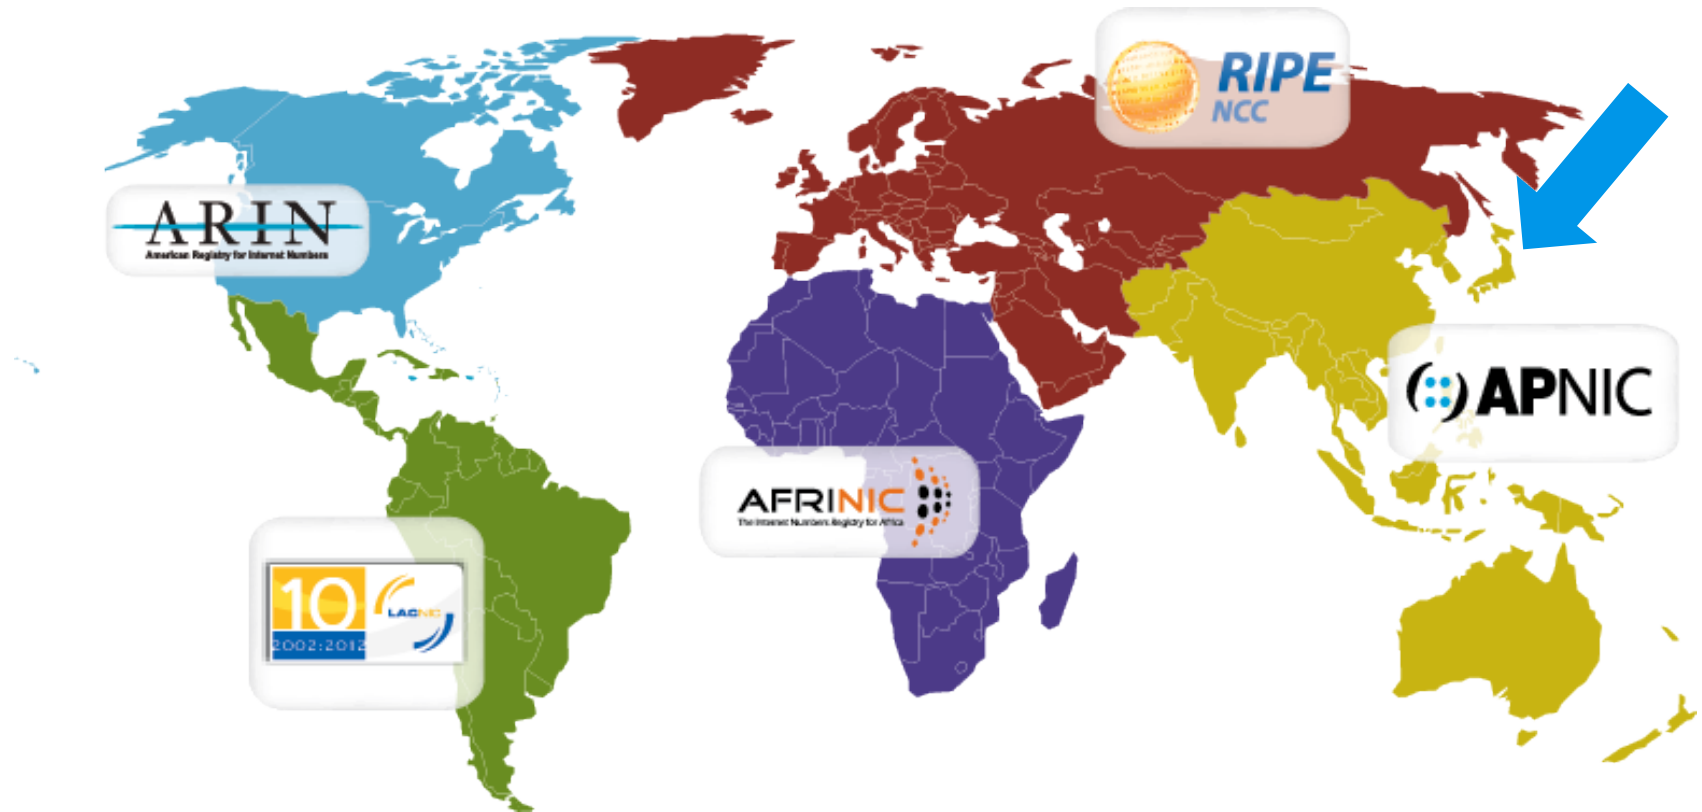 RIPE
NCC
ARIN
American Registry for Internet Numbers
APNIC
AFRINIC
The Internet Numbers Registry for Africa
10
LACNIC
2002:2012